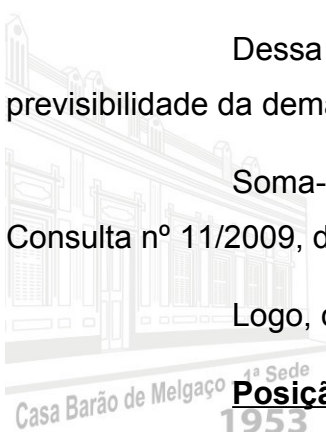 Dessa
previsibilidade da dema
Soma-
Consulta nº 11/2009, d
Logo,
Posiçã
Casa Barão de Melgaço - 1ª Sede
1953